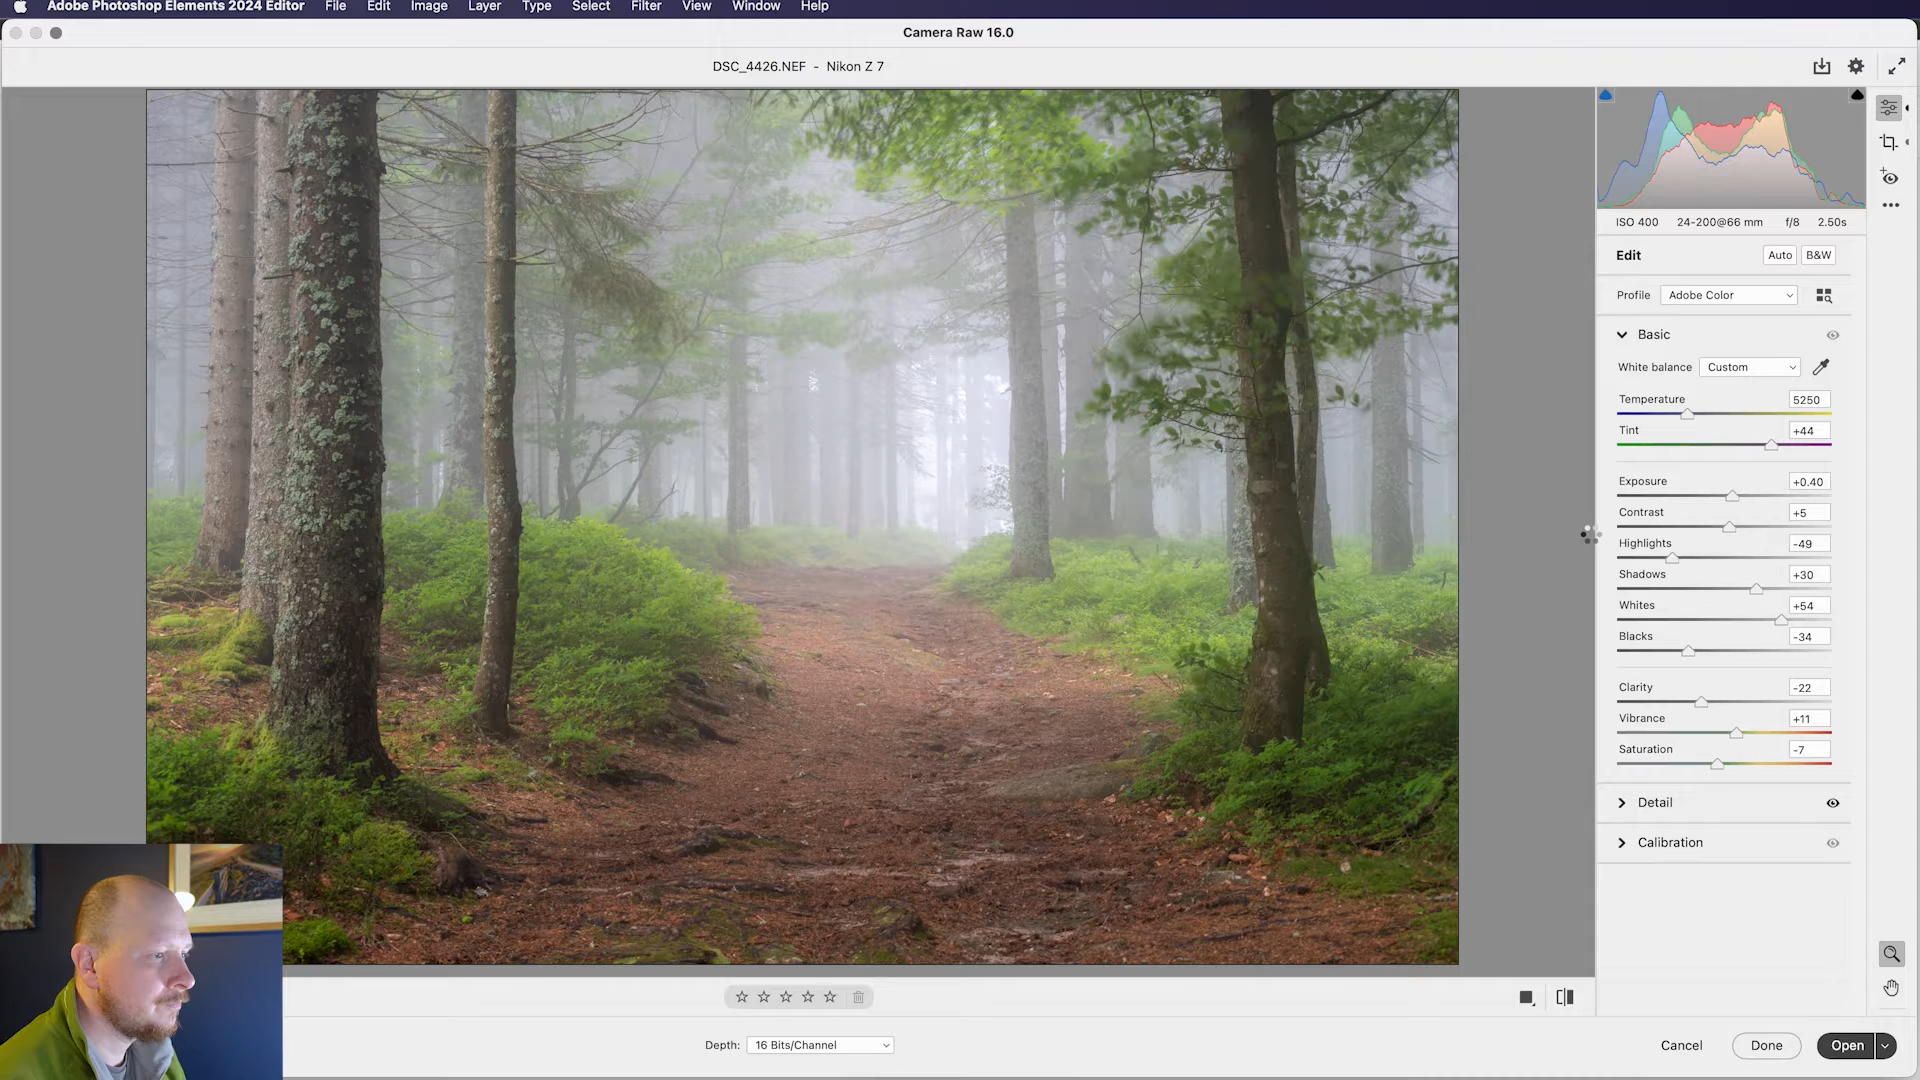 Adobe Photoshop Elements 2024 Editor File Edit Image Layer Type Select Filter View Window Help
Camera Raw 16.0
DSC_4426.NEF - Nikon Z 7
ISO 400 24-200@66 mm f/8 2.50s
Edit Auto B&W
Profile Adobe Color
Basic
White balance Custom
Temperature 5250
Tint +44
Exposure +0.40
Contrast +5
Highlights -49
Shadows +30
Whites +54
Blacks -34
Clarity -22
Vibrance +11
Saturation -7
Detail
Calibration
Depth: 16 Bits/Channel Cancel Done Open